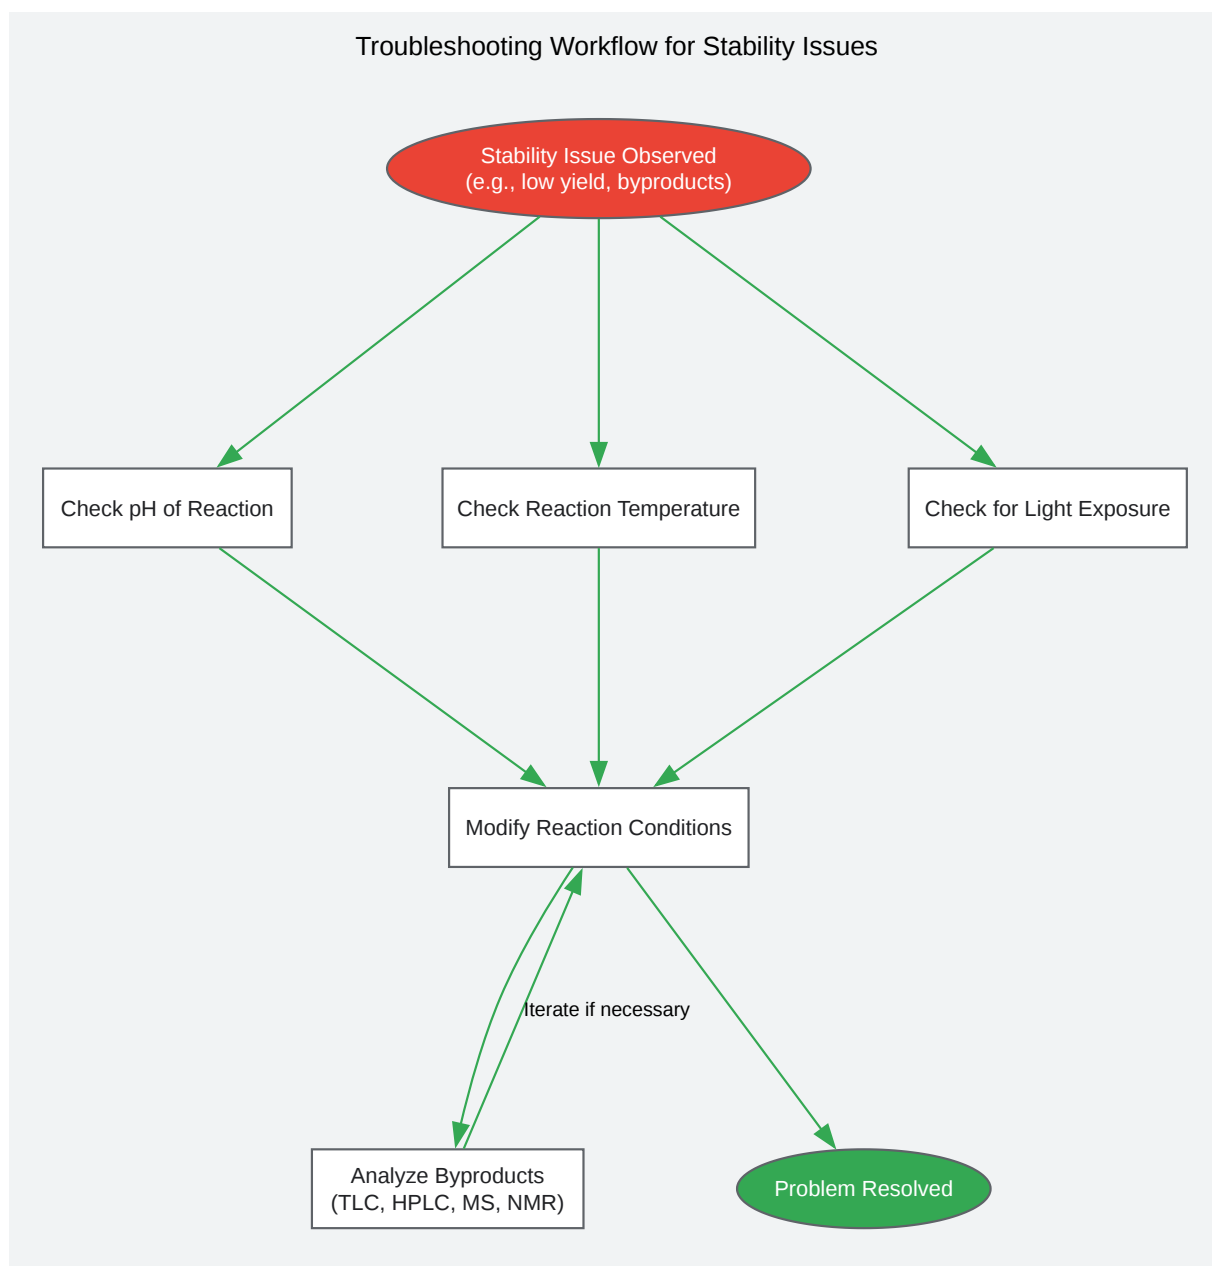 Troubleshooting Workflow for Stability Issues
Stability Issue Observed
(e.g., low yield, byproducts)
Check pH of Reaction
Check Reaction Temperature
Check for Light Exposure
Modify Reaction Conditions
Iterate if necessary
Analyze Byproducts
(TLC, HPLC, MS, NMR)
Problem Resolved